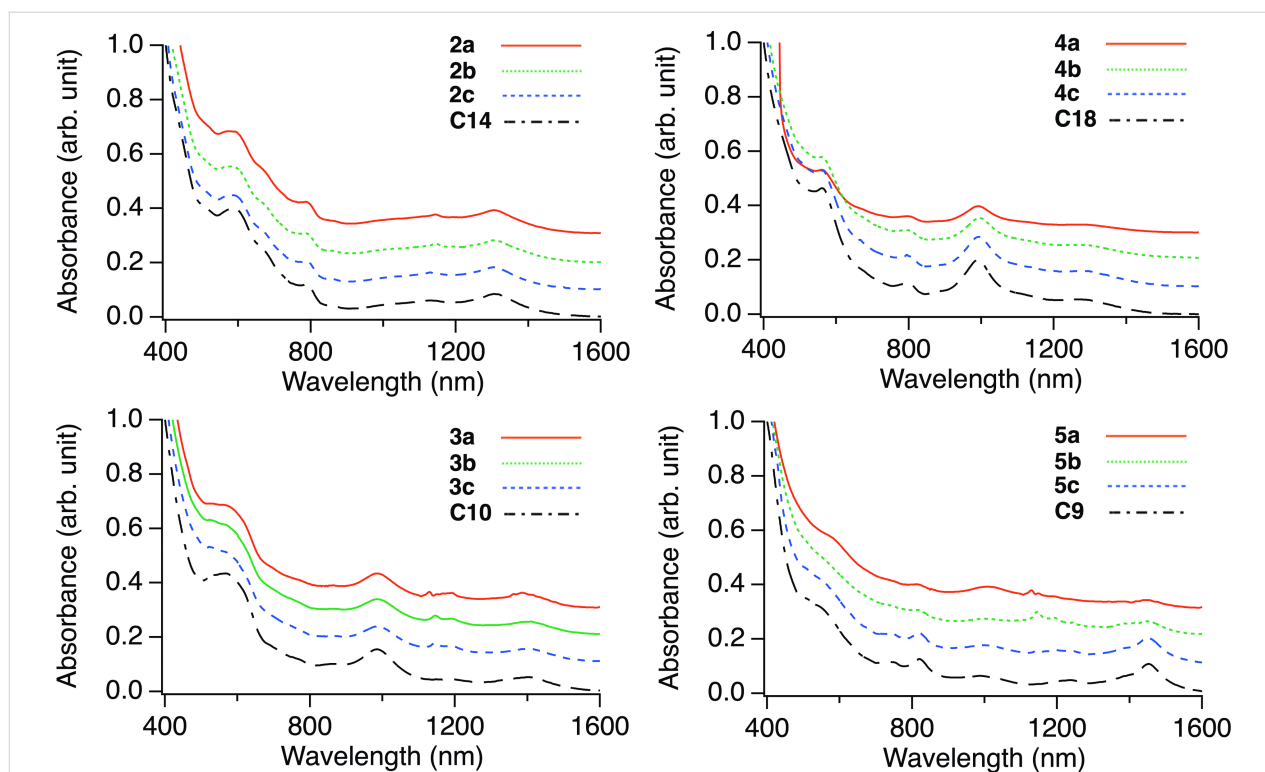 1.0
0.8
0.6
0.4
0.2
0.0
Absorbance (arb. unit)
2a
2b
2c
C14
400
800
1200
1600
Wavelength (nm)
1.0
0.8
0.6
0.4
0.2
0.0
Absorbance (arb. unit)
4a
4b
4c
C18
400
800
1200
1600
Wavelength (nm)
1.0
0.8
0.6
0.4
0.2
0.0
Absorbance (arb. unit)
3a
3b
3c
C10
400
800
1200
1600
Wavelength (nm)
1.0
0.8
0.6
0.4
0.2
0.0
Absorbance (arb. unit)
5a
5b
5c
C9
400
800
1200
1600
Wavelength (nm)